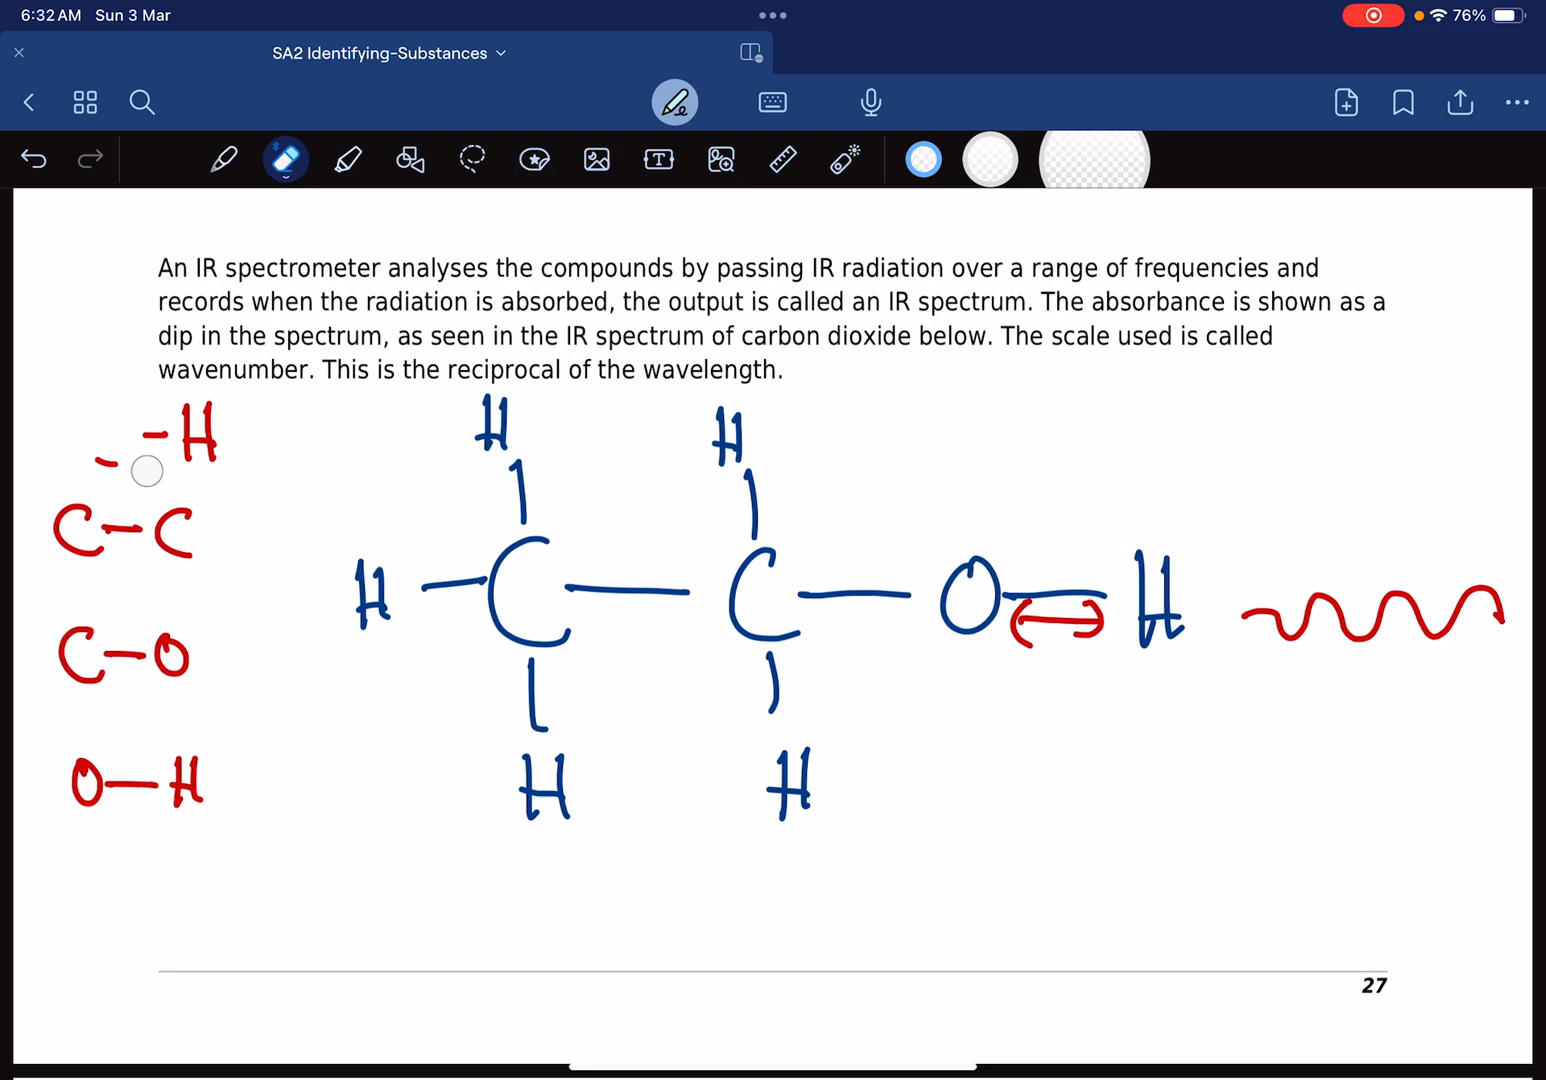 6:32 AM Sun 3 Mar
76%
SA2 Identifying-Substances
An IR spectrometer analyses the compounds by passing IR radiation over a range of frequencies and
records when the radiation is absorbed, the output is called an IR spectrum. The absorbance is shown as a
dip in the spectrum, as seen in the IR spectrum of carbon dioxide below. The scale used is called
wavenumber. This is the reciprocal of the wavelength.
- - H
C - C
C - O
O - H
H H
H - C - C - O - H
H H
27